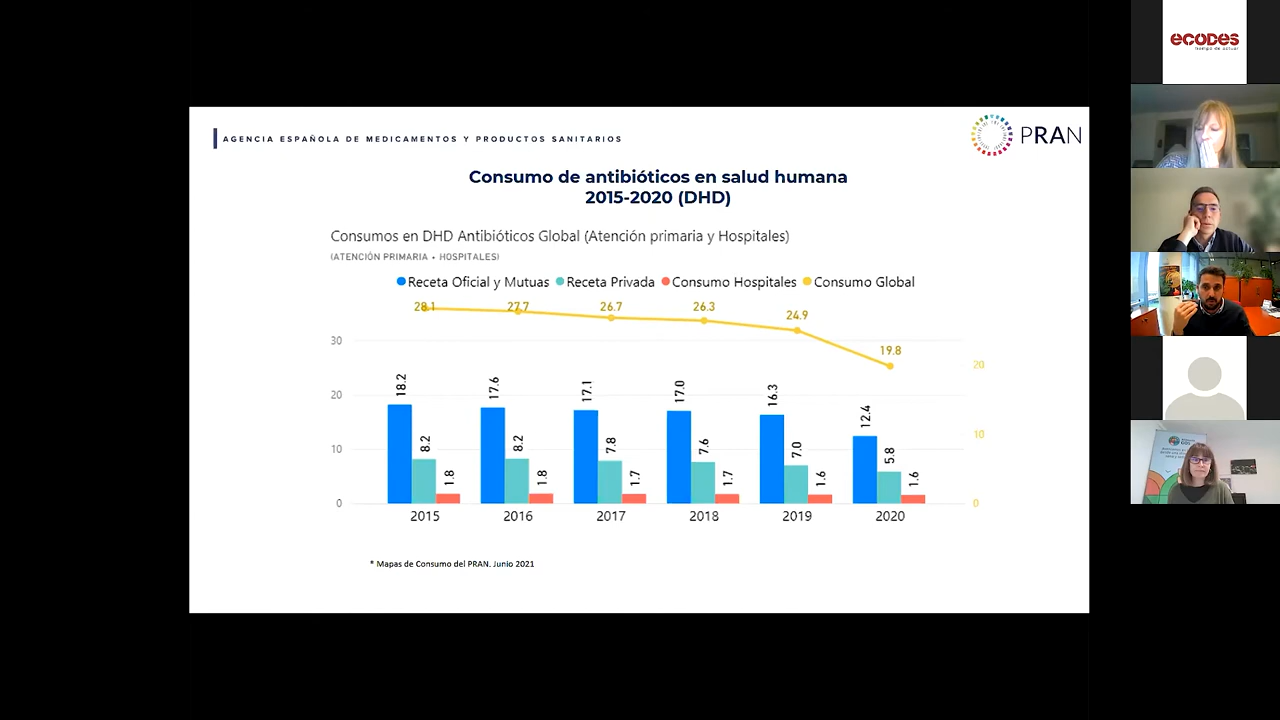 AGENCIA ESPAÑOLA DE MEDICAMENTOS Y PRODUCTOS SANITARIOS
PRAN
Consumo de antibióticos en salud humana
2015-2020 (DHD)
Consumos en DHD Antibióticos Global (Atención primaria y Hospitales)
(ATENCIÓN PRIMARIA + HOSPITALES)
Receta Oficial y Mutuas Receta Privada Consumo Hospitales Consumo Global
28.1 27.7 26.7 26.3 24.9 19.8
30
20
10
0
20
10
0
18.2 8.2 1.8
17.6 8.2 1.8
17.1 7.8 1.7
17.0 7.6 1.7
16.3 7.0 1.6
12.4 5.8 1.6
2015 2016 2017 2018 2019 2020
* Mapas de Consumo del PRAN. Junio 2021
ecodes
tiempo de actuar